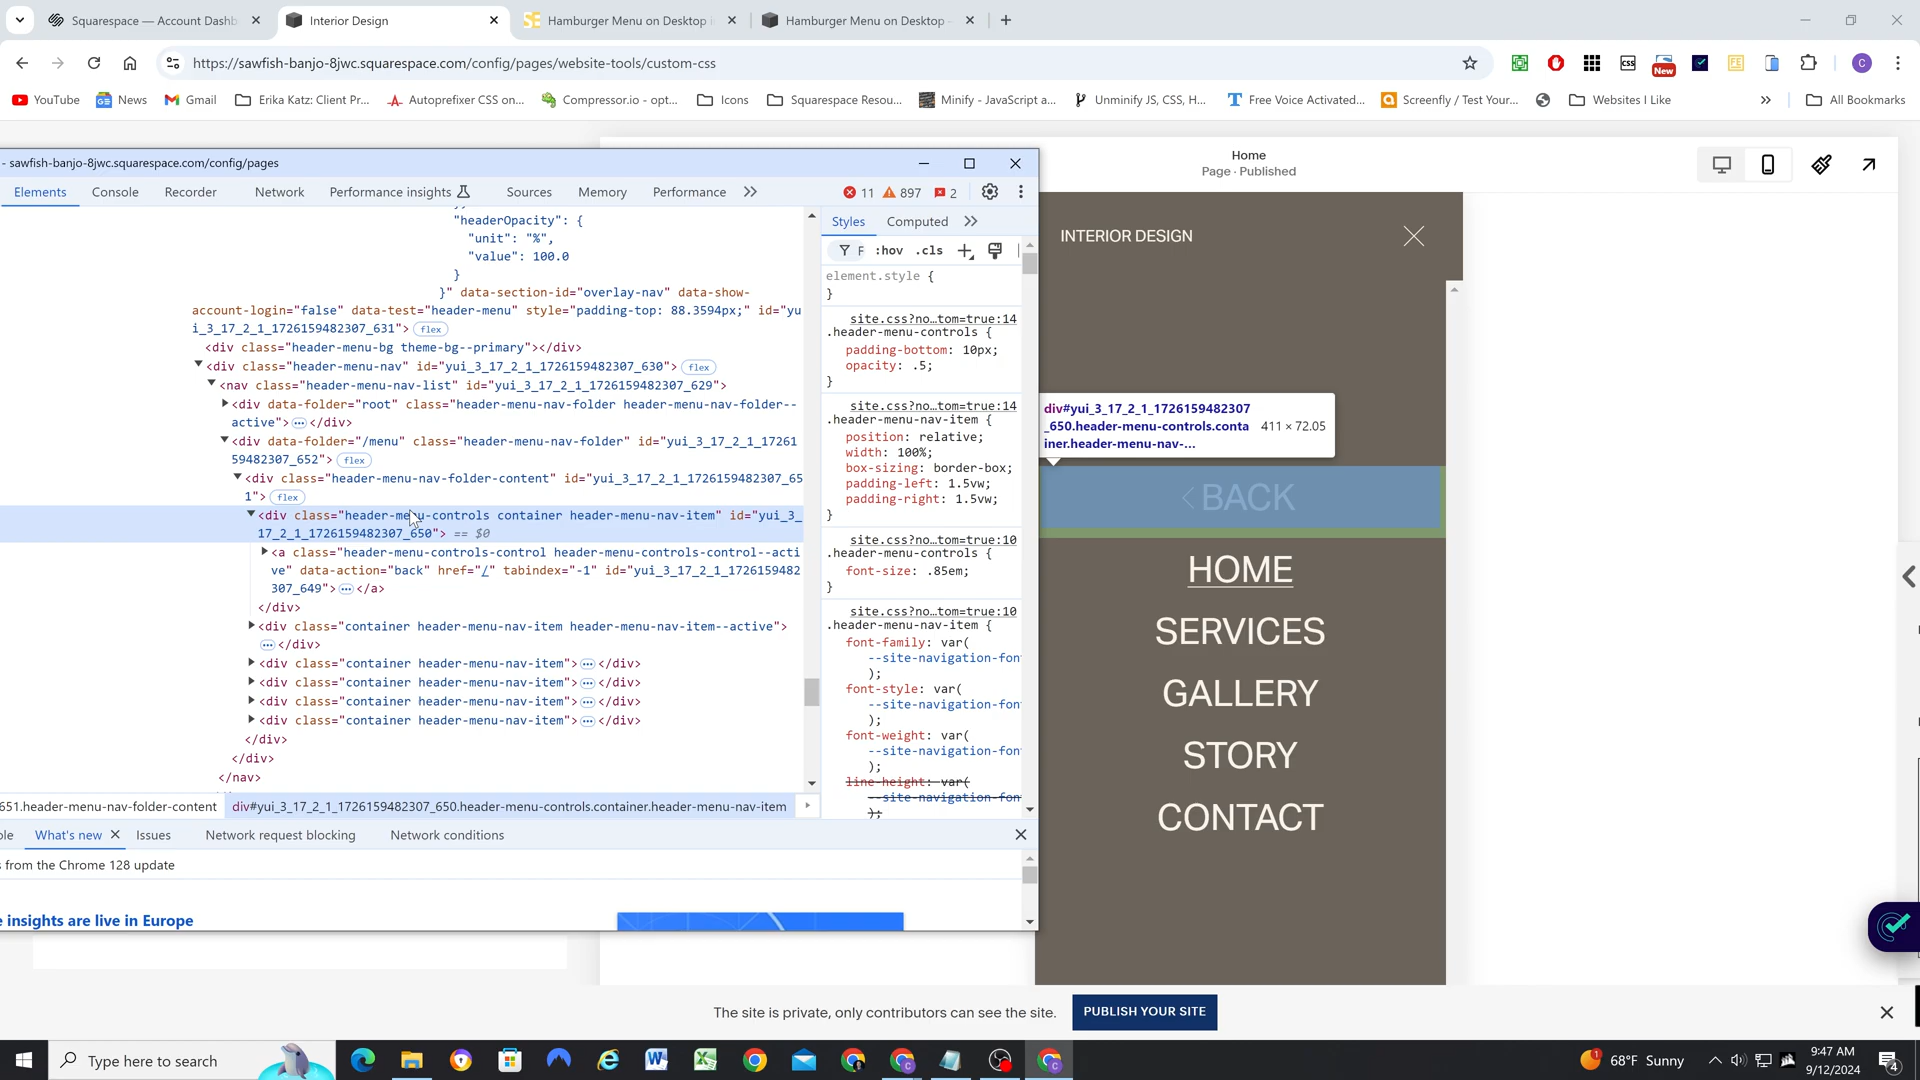 Squarespace — Account Dashb
Interior Design
Hamburger Menu on Desktop i
Hamburger Menu on Desktop -
https://sawfish-banjo-8jwc.squarespace.com/config/pages/website-tools/custom-css
css
New
FE
C
YouTube
News
Gmail
Erika Katz: Client Pr...
Autoprefixer CSS on...
Compressor.io - opt...
Icons
Squarespace Resou...
Minify - JavaScript a...
Unminify JS, CSS, H...
Free Voice Activated...
Screenfly / Test Your...
Websites I Like
All Bookmarks
- sawfish-banjo-8jwc.squarespace.com/config/pages
Elements
Console
Recorder
Network
Performance insights
Sources
Memory
Performance
11
897
2
"headerOpacity": {
"unit": "%",
"value": 100.0
}
}" data-section-id="overlay-nav" data-show-
account-login="false" data-test="header-menu" style="padding-top: 88.3594px;" id="yu
i_3_17_2_1_1726159482307_631"> flex
<div class="header-menu-bg theme-bg--primary"></div>
<div class="header-menu-nav" id="yui_3_17_2_1_1726159482307_630"> flex
<nav class="header-menu-nav-list" id="yui_3_17_2_1_1726159482307_629">
<div data-folder="root" class="header-menu-nav-folder header-menu-nav-folder--
active"> ... </div>
<div data-folder="/menu" class="header-menu-nav-folder" id="yui_3_17_2_1_17261
59482307_652"> flex
<div class="header-menu-nav-folder-content" id="yui_3_17_2_1_1726159482307_65
1"> flex
<div class="header-menu-controls container header-menu-nav-item" id="yui_3_
17_2_1_1726159482307_650"> == $0
<a class="header-menu-controls-control header-menu-controls-control--acti
ve" data-action="back" href="/" tabindex="-1" id="yui_3_17_2_1_1726159482
307_649"> ... </a>
</div>
<div class="container header-menu-nav-item header-menu-nav-item--active">
... </div>
<div class="container header-menu-nav-item"> ... </div>
<div class="container header-menu-nav-item"> ... </div>
<div class="container header-menu-nav-item"> ... </div>
<div class="container header-menu-nav-item"> ... </div>
</div>
</div>
</nav>
651.header-menu-nav-folder-content
div#yui_3_17_2_1_1726159482307_650.header-menu-controls.container.header-menu-nav-item
Styles
Computed
F
:hov
.cls
element.style {
}
site.css?no…tom=true:14
.header-menu-controls {
padding-bottom: 10px;
opacity: .5;
}
site.css?no…tom=true:14
.header-menu-nav-item {
position: relative;
width: 100%;
box-sizing: border-box;
padding-left: 1.5vw;
padding-right: 1.5vw;
}
site.css?no…tom=true:10
.header-menu-controls {
font-size: .85em;
}
site.css?no…tom=true:10
.header-menu-nav-item {
font-family: var(
--site-navigation-fon
);
font-style: var(
--site-navigation-fon
);
font-weight: var(
--site-navigation-fon
);
line-height: var(
--site-navigation-fon
);
ole
What's new
Issues
Network request blocking
Network conditions
s from the Chrome 128 update
e insights are live in Europe
Home
Page · Published
INTERIOR DESIGN
div#yui_3_17_2_1_1726159482307
_650.header-menu-controls.conta
iner.header-menu-nav-…
411 × 72.05
BACK
HOME
SERVICES
GALLERY
STORY
CONTACT
The site is private, only contributors can see the site.
PUBLISH YOUR SITE
Type here to search
68°F Sunny
9:47 AM
9/12/2024
4